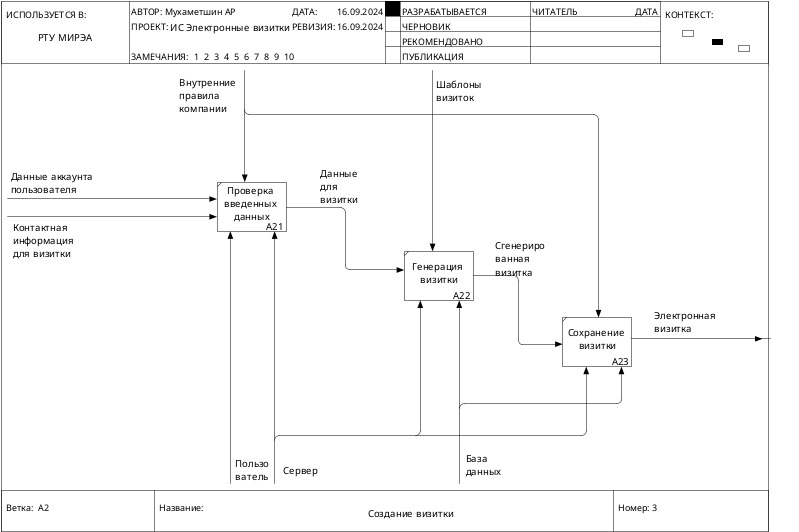 ИСПОЛЬЗУЕТСЯ В:
РТУ МИРЭА
АВТОР: Мухаметшин АР
ДАТА: 16.09.2024
ПРОЕКТ: ИС Электронные визитки
РЕВИЗИЯ: 16.09.2024
ЗАМЕЧАНИЯ: 1 2 3 4 5 6 7 8 9 10
РАЗРАБАТЫВАЕТСЯ
ЧЕРНОВИК
РЕКОМЕНДОВАНО
ПУБЛИКАЦИЯ
ЧИТАТЕЛЬ
ДАТА
КОНТЕКСТ:
Внутренние
правила
компании
Шаблоны
визиток
Данные аккаунта
пользователя
Контактная
информация
для визитки
Проверка
введенных
данных
A21
Данные
для
визитки
Генерация
визитки
A22
Сгенериро
ванная
визитка
Сохранение
визитки
A23
Электронная
визитка
Пользо
ватель
Сервер
База
данных
Ветка: A2
Название:
Создание визитки
Номер: 3